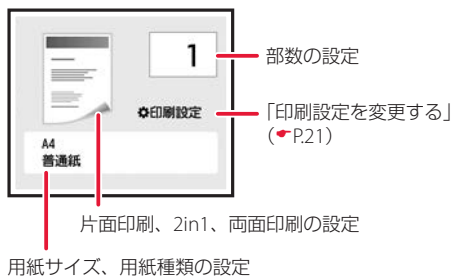 1
部数の設定
印刷設定
「印刷設定を変更する」
(P.21)
A4
普通紙
片面印刷、2in1、両面印刷の設定
用紙サイズ、用紙種類の設定